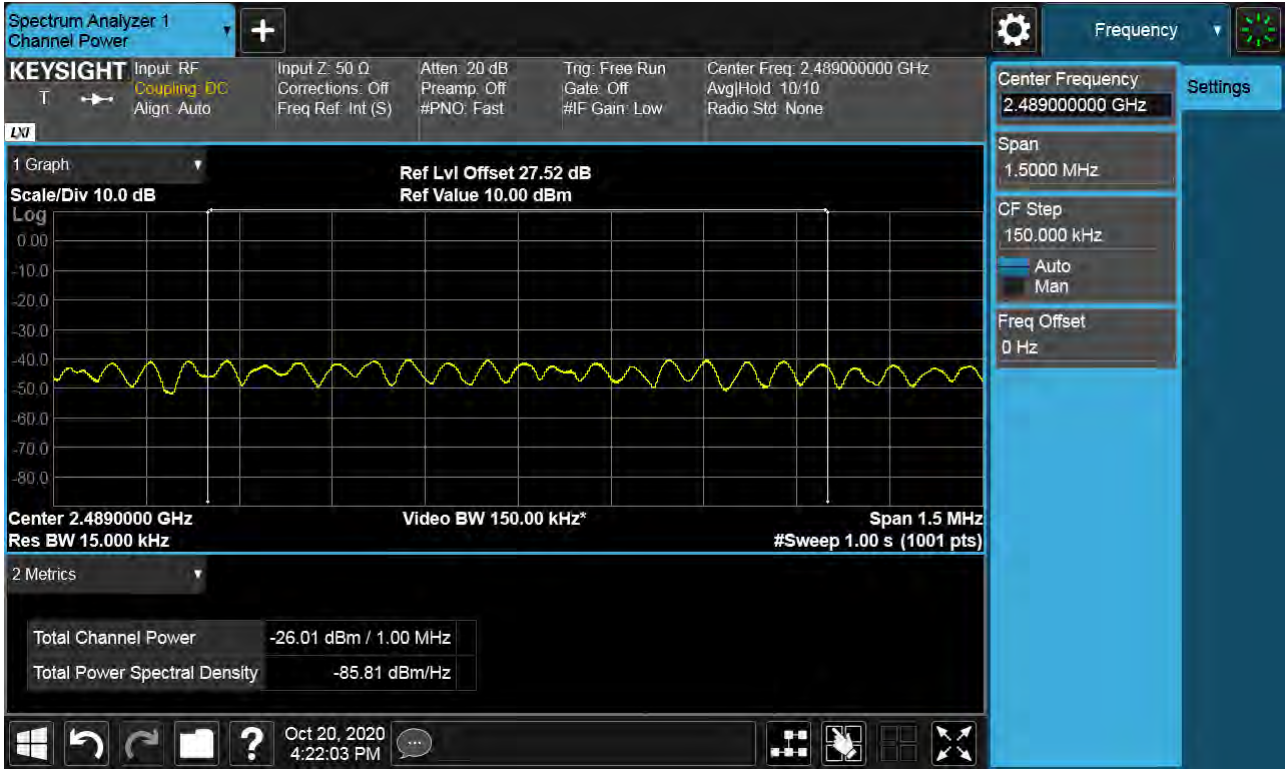 Spectrum Analyzer 1
Channel Power
+
Frequency
KEYSIGHT
T
LXI
Input: RF
Coupling: DC
Align: Auto
Input Z: 50 Ω
Corrections: Off
Freq Ref: Int (S)
Atten: 20 dB
Preamp: Off
#PNO: Fast
Trig: Free Run
Gate: Off
#IF Gain: Low
Center Freq: 2.489000000 GHz
Avg|Hold: 10/10
Radio Std: None
Center Frequency
2.489000000 GHz
Settings
Span
1.5000 MHz
CF Step
150.000 kHz
Auto
Man
Freq Offset
0 Hz
1 Graph
Scale/Div 10.0 dB
Ref Lvl Offset 27.52 dB
Ref Value 10.00 dBm
Log
0.00
-10.0
-20.0
-30.0
-40.0
-50.0
-60.0
-70.0
-80.0
Center 2.4890000 GHz
Res BW 15.000 kHz
Video BW 150.00 kHz*
Span 1.5 MHz
#Sweep 1.00 s (1001 pts)
2 Metrics
Total Channel Power -26.01 dBm / 1.00 MHz
Total Power Spectral Density -85.81 dBm/Hz
?
Oct 20, 2020
4:22:03 PM